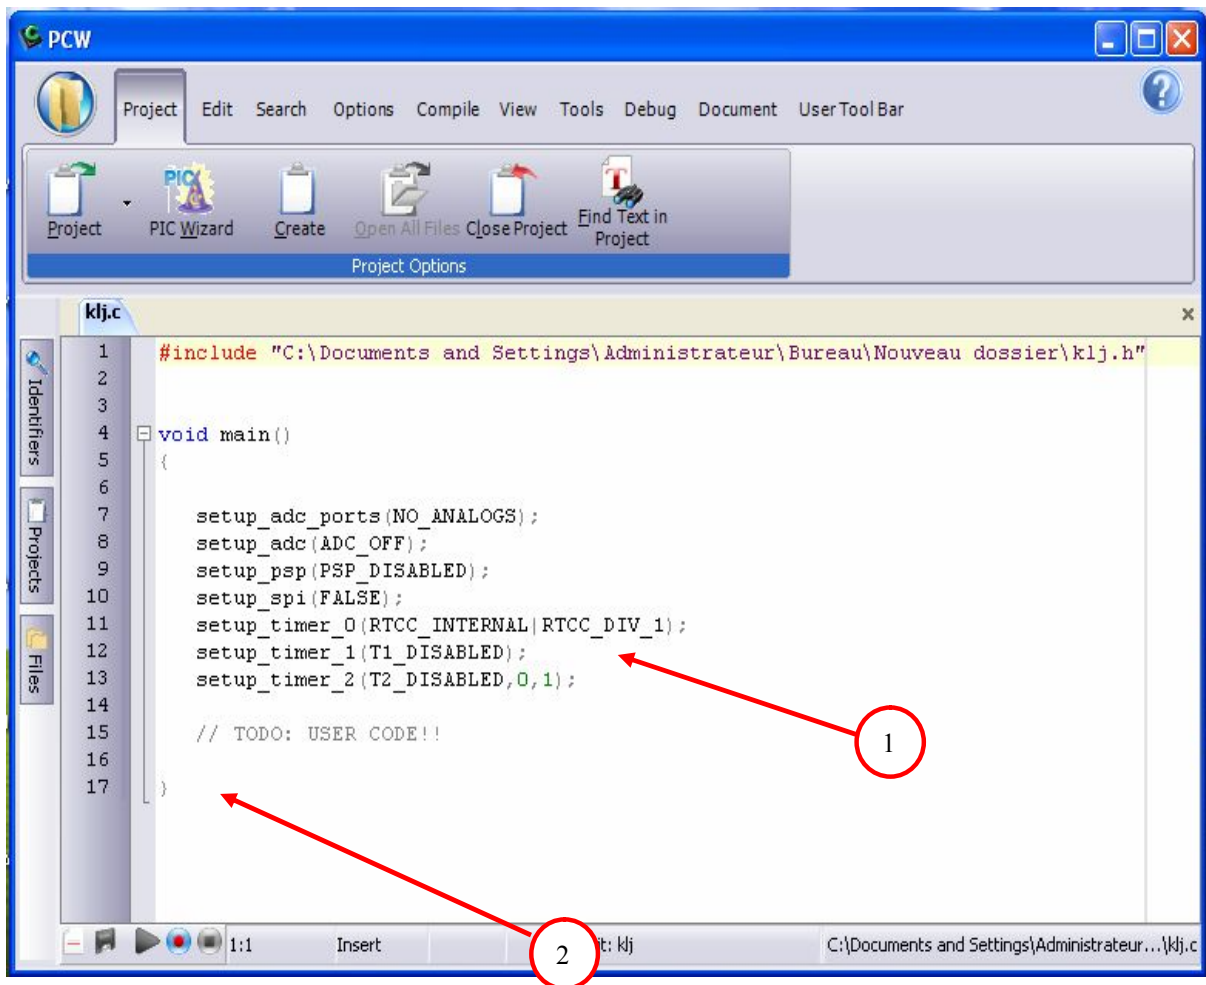 PCW
Project Edit Search Options Compile View Tools Debug Document User Tool Bar
PIC
T
Project PIC Wizard Create Open All Files Close Project Find Text in
Project
Project Options
klj.c
Identifiers
Projects
Files
1 #include "C:\Documents and Settings\Administrateur\Bureau\Nouveau dossier\klj.h"
2
3
4 void main()
5 {
6
7 setup_adc_ports(NO_ANALOGS);
8 setup_adc(ADC_OFF);
9 setup_psp(PSP_DISABLED);
10 setup_spi(FALSE);
11 setup_timer_0(RTCC_INTERNAL|RTCC_DIV_1);
12 setup_timer_1(T1_DISABLED);
13 setup_timer_2(T2_DISABLED,0,1);
14
15 // TODO: USER CODE!!
16
17 }
1
2
1:1 Insert it: klj C:\Documents and Settings\Administrateur...\klj.c